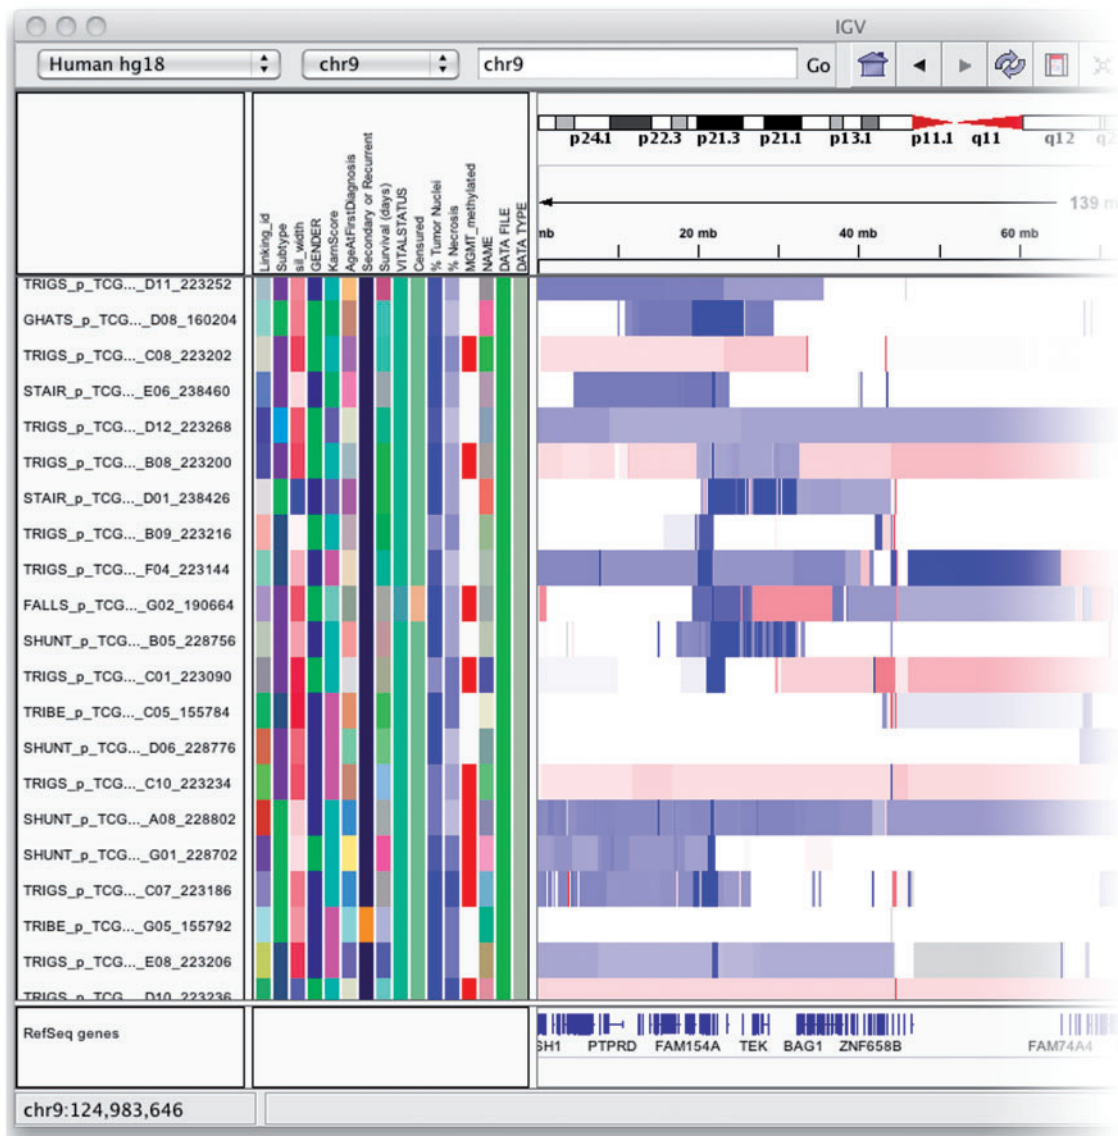 IGV
Human hg18
chr9
chr9
Go
p24.1 p22.3 p21.3 p21.1 p13.1 p11.1 q11 q12
139
20 mb 40 mb 60 mb
Linking_id
Subtype
sil_width
GENDER
KarnScore
AgeAtFirstDiagnosis
Secondary or Recurrent
Survival (days)
VITALSTATUS
Censured
% Tumor Nuclei
% Necrosis
MGMT_methylated
NAME
DATA FILE
DATA TYPE
TRIGS_p_TCG..._D11_223252
GHATS_p_TCG..._D08_160204
TRIGS_p_TCG..._C08_223202
STAIR_p_TCG..._E06_238460
TRIGS_p_TCG..._D12_223268
TRIGS_p_TCG..._B08_223200
STAIR_p_TCG..._D01_238426
TRIGS_p_TCG..._B09_223216
TRIGS_p_TCG..._F04_223144
FALLS_p_TCG..._G02_190664
SHUNT_p_TCG..._B05_228756
TRIGS_p_TCG..._C01_223090
TRIBE_p_TCG..._C05_155784
SHUNT_p_TCG..._D06_228776
TRIGS_p_TCG..._C10_223234
SHUNT_p_TCG..._A08_228802
SHUNT_p_TCG..._G01_228702
TRIGS_p_TCG..._C07_223186
TRIBE_p_TCG..._G05_155792
TRIGS_p_TCG..._E08_223206
TRIGS_p_TCG..._D10_223236
RefSeq genes
SH1 PTPRD FAM154A TEK BAG1 ZNF658B FAM74A4
chr9:124,983,646